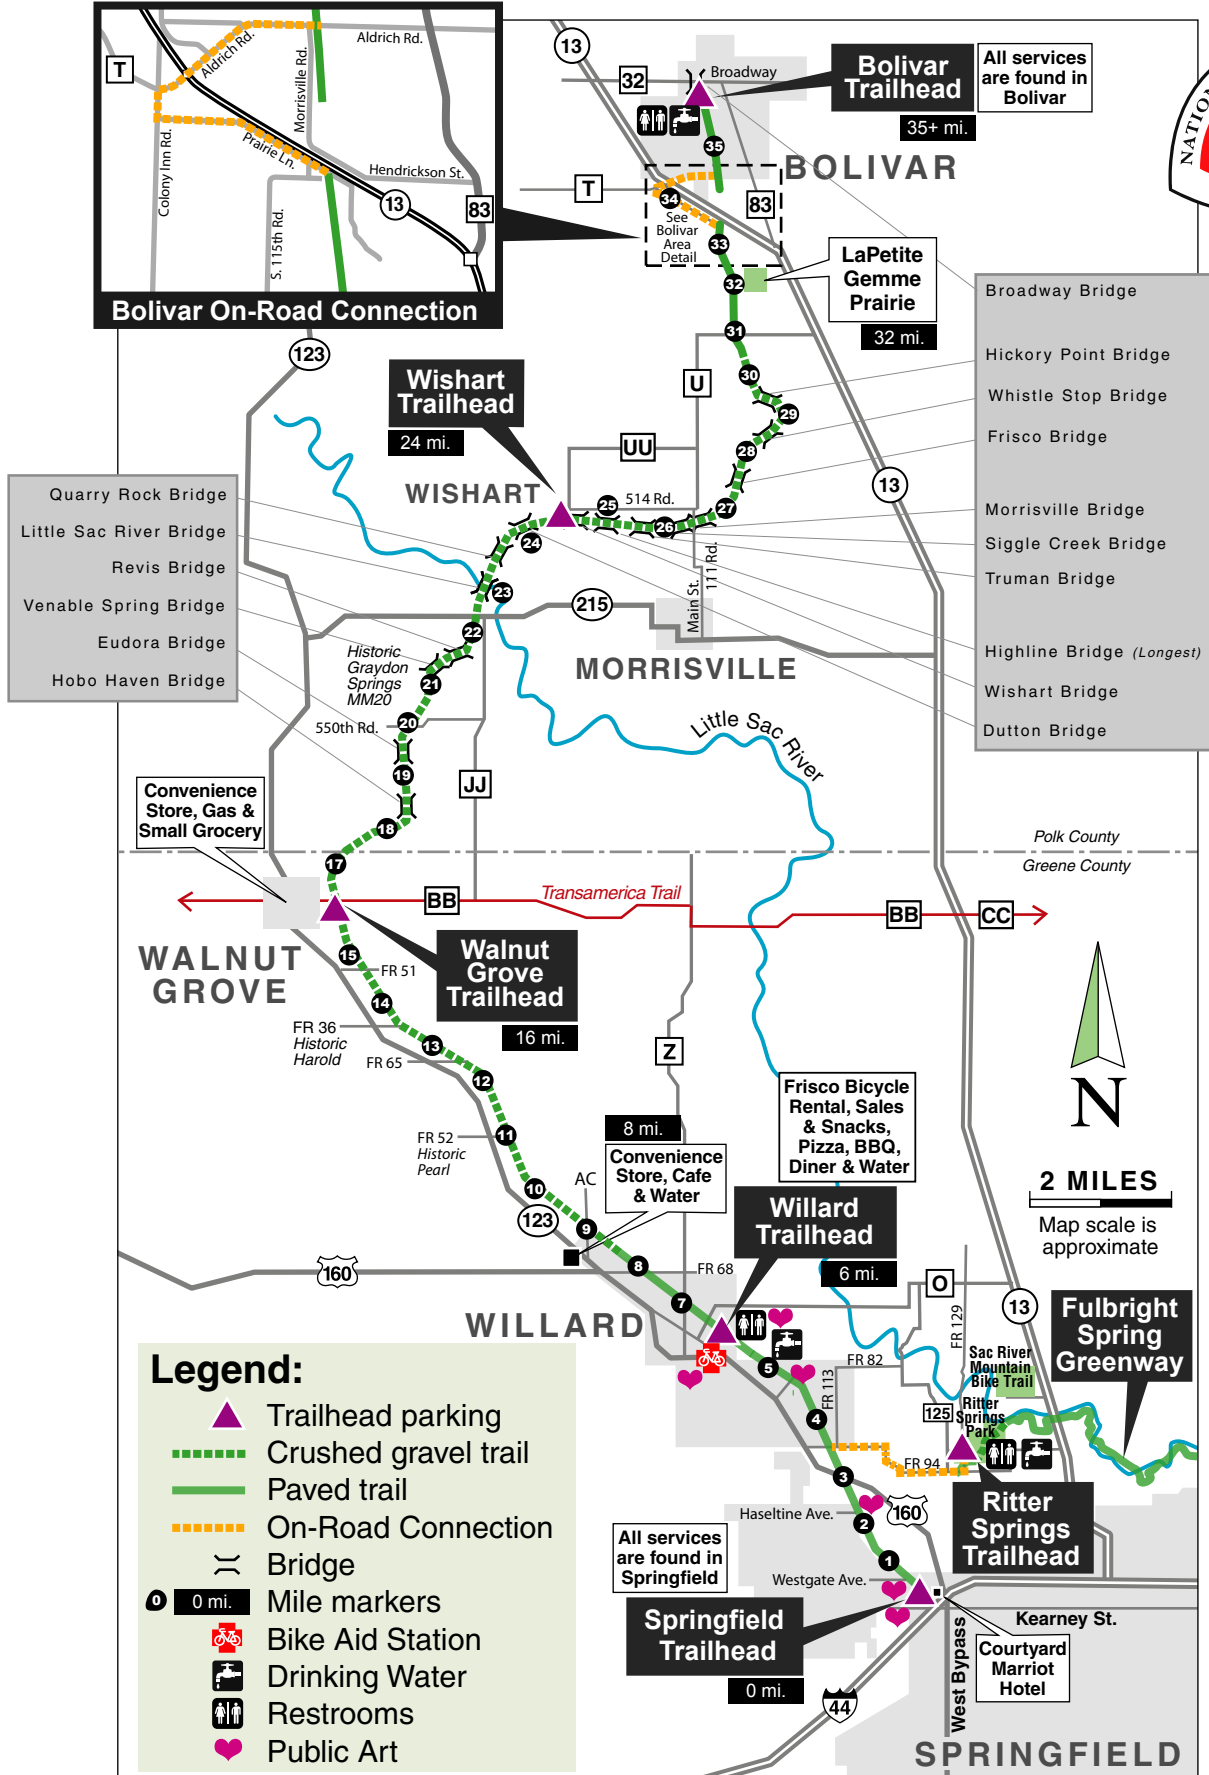 Aldrich Rd.
Aldrich Rd.
T
Morrisville Rd.
Colony Inn Rd.
Prairie Ln.
Hendrickson St.
S. 115th Rd.
13
83
Bolivar On-Road Connection
13
32
Broadway
Bolivar
Trailhead
35+ mi.
All services
are found in
Bolivar
NATION
35
BOLIVAR
T
34
83
See
Bolivar
Area
Detail
33
32
LaPetite
Gemme
Prairie
32 mi.
31
30
29
28
27
26
25
24
23
22
21
20
19
18
17
123
U
UU
13
Wishart
Trailhead
24 mi.
WISHART
514 Rd.
111 Rd.
Main St.
215
MORRISVILLE
Broadway Bridge
Hickory Point Bridge
Whistle Stop Bridge
Frisco Bridge
Morrisville Bridge
Siggle Creek Bridge
Truman Bridge
Highline Bridge (Longest)
Wishart Bridge
Dutton Bridge
Quarry Rock Bridge
Little Sac River Bridge
Revis Bridge
Venable Spring Bridge
Eudora Bridge
Hobo Haven Bridge
Historic
Graydon
Springs
MM20
550th Rd.
JJ
Little Sac River
Convenience
Store, Gas &
Small Grocery
Polk County
Greene County
Transamerica Trail
BB
BB
CC
WALNUT
GROVE
Walnut
Grove
Trailhead
16 mi.
15
FR 51
14
FR 36
Historic
Harold
13
FR 65
12
11
FR 52
Historic
Pearl
10
Z
N
2 MILES
Map scale is
approximate
8 mi.
Convenience
Store, Cafe
& Water
AC
123
9
8
7
160
FR 68
Frisco Bicycle
Rental, Sales
& Snacks,
Pizza, BBQ,
Diner & Water
Willard
Trailhead
6 mi.
WILLARD
5
4
3
2
1
FR 82
FR 113
O
FR 129
13
125
FR 94
Sac River
Mountain
Bike Trail
Ritter
Springs
Park
Fulbright
Spring
Greenway
Ritter
Springs
Trailhead
Haseltine Ave.
160
All services
are found in
Springfield
Westgate Ave.
Springfield
Trailhead
0 mi.
Kearney St.
West Bypass
Courtyard
Marriot
Hotel
44
SPRINGFIELD
Legend:
Trailhead parking
Crushed gravel trail
Paved trail
On-Road Connection
Bridge
0 0 mi. Mile markers
Bike Aid Station
Drinking Water
Restrooms
Public Art